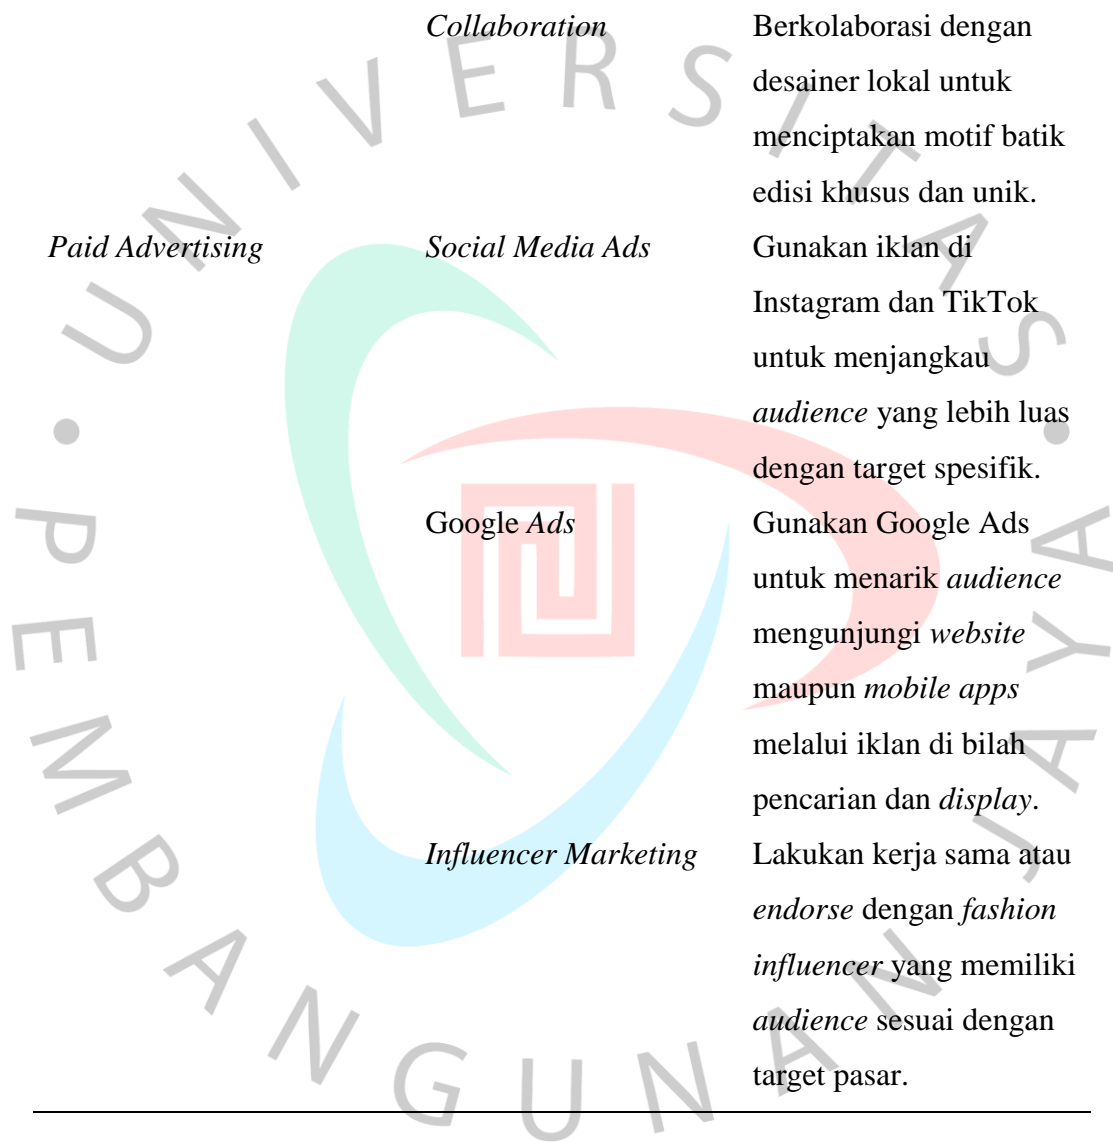 Collaboration Berkolaborasi dengan
desainer lokal untuk
menciptakan motif batik
edisi khusus dan unik.
Paid Advertising Social Media Ads Gunakan iklan di
Instagram dan TikTok
untuk menjangkau
audience yang lebih luas
dengan target spesifik.
Google Ads Gunakan Google Ads
untuk menarik audience
mengunjungi website
maupun mobile apps
melalui iklan di bilah
pencarian dan display.
Influencer Marketing Lakukan kerja sama atau
endorse dengan fashion
influencer yang memiliki
audience sesuai dengan
target pasar.
UNIVERSITAS
PEMBANGUNAN JAYA